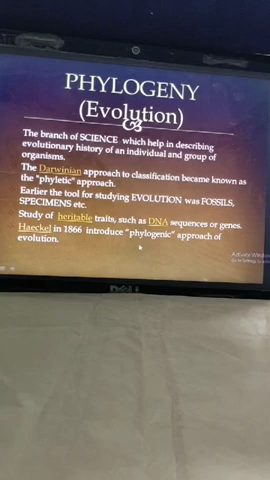 PHYLOGENY
(Evolution)
The branch of SCIENCE which help in describing
evolutionary history of an individual and group of
organisms.
The Darwinian approach to classification became known as
the "phyletic" approach.
Earlier the tool for studying EVOLUTION was FOSSILS,
SPECIMENS etc.
Study of heritable traits, such as DNA sequences or genes.
Haeckel in 1866 introduce "phylogenic" approach of
evolution.
Activate Window
DELL